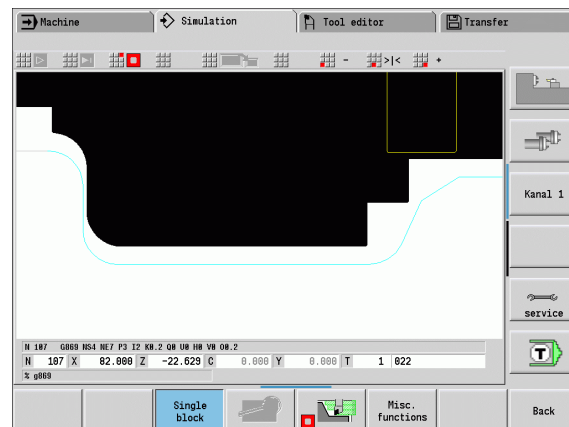 Machine
Simulation
Tool editor
Transfer
-
>|<
+
Kanal 1
service
T
N 107 G869 NS4 NE7 P3 I2 K0.2 Q0 U0 H0 V0 O0.2
N 107 X 82.000 Z -22.629 C 0.000 Y 0.000 T 1 022
% g869
Single
block
Misc.
functions
Back